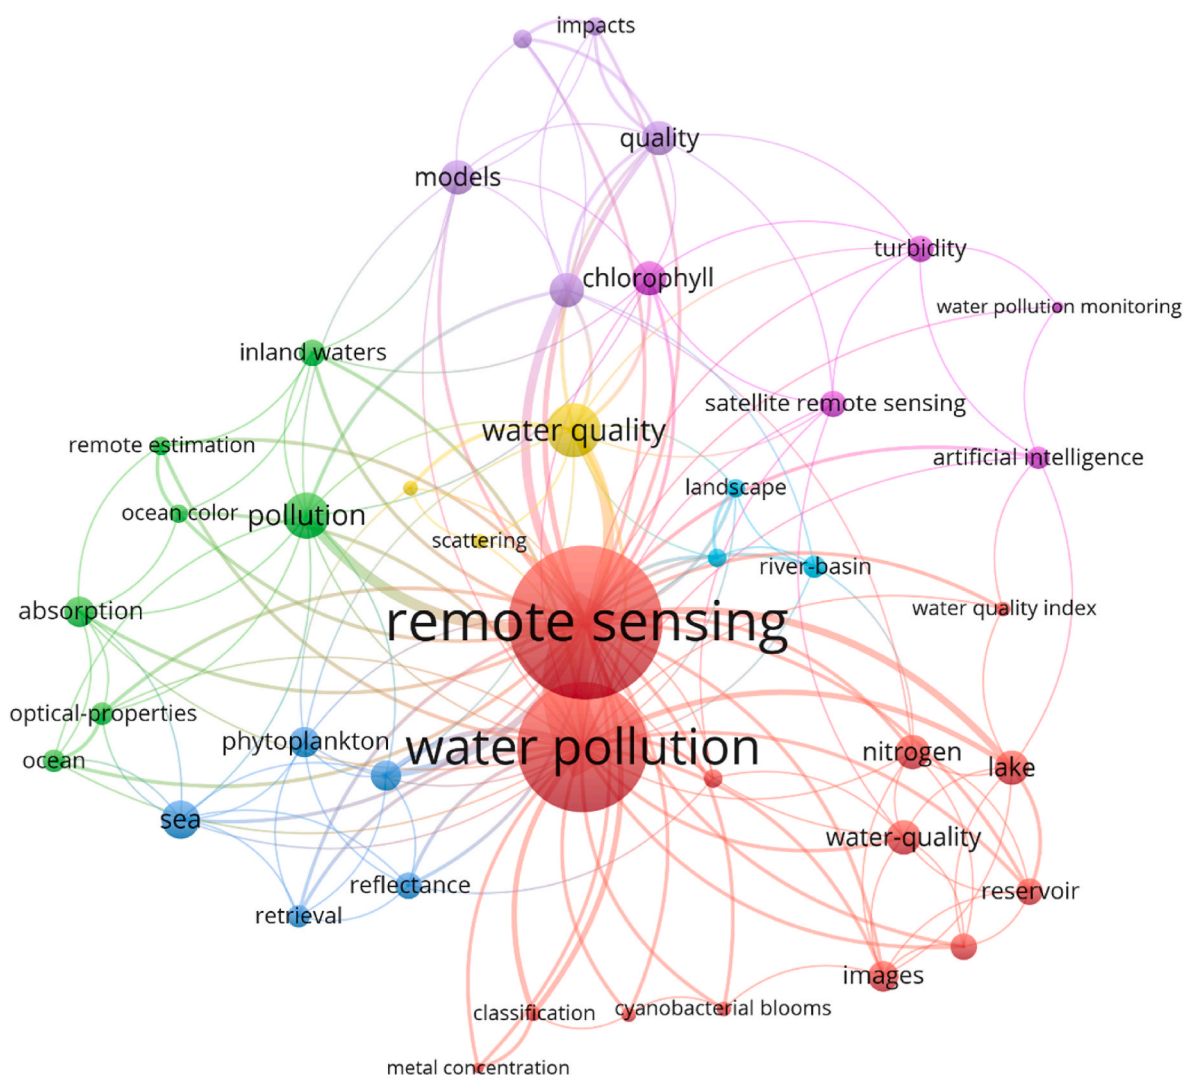 impacts
quality
models
turbidity
chlorophyll
water pollution monitoring
inland waters
satellite remote sensing
water quality
remote estimation
artificial intelligence
landscape
ocean color
pollution
scattering
river-basin
water quality index
absorption
remote sensing
optical-properties
phytoplankton
water pollution
nitrogen
ocean
lake
sea
water-quality
reflectance
reservoir
retrieval
images
classification
cyanobacterial blooms
metal concentration